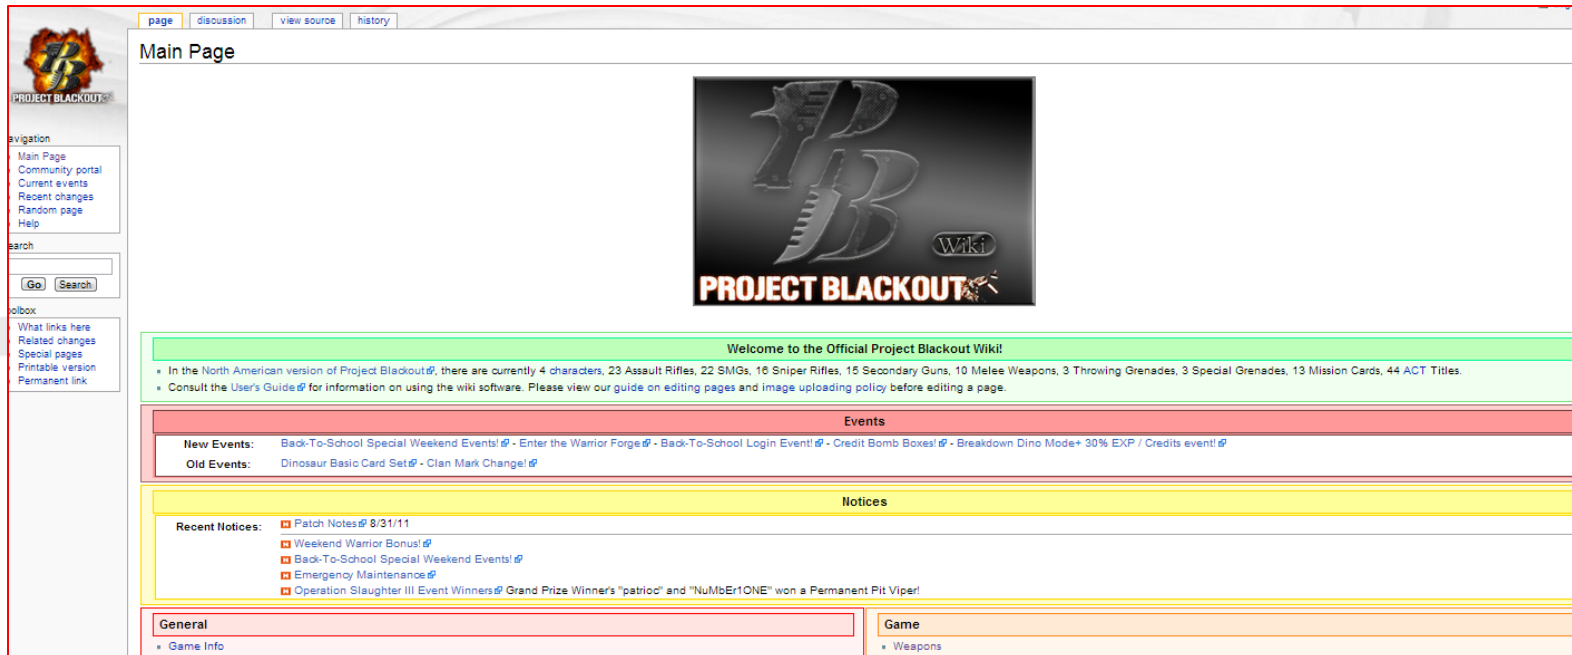 page
discussion
view source
history
PROJECT BLACKOUT
Main Page
PB
Wiki
PROJECT BLACKOUT
avigation
Main Page
Community portal
Current events
Recent changes
Random page
Help
earch
Go Search
oolbox
What links here
Related changes
Special pages
Printable version
Permanent link
Welcome to the Official Project Blackout Wiki!
In the North American version of Project Blackout, there are currently 4 characters, 23 Assault Rifles, 22 SMGs, 16 Sniper Rifles, 15 Secondary Guns, 10 Melee Weapons, 3 Throwing Grenades, 3 Special Grenades, 13 Mission Cards, 44 ACT Titles.
Consult the User's Guide for information on using the wiki software. Please view our guide on editing pages and image uploading policy before editing a page.
Events
New Events: Back-To-School Special Weekend Events! - Enter the Warrior Forge - Back-To-School Login Event! - Credit Bomb Boxes! - Breakdown Dino Mode+ 30% EXP / Credits event!
Old Events: Dinosaur Basic Card Set - Clan Mark Change!
Notices
Recent Notices: Patch Notes 8/31/11
Weekend Warrior Bonus!
Back-To-School Special Weekend Events!
Emergency Maintenance
Operation Slaughter III Event Winners Grand Prize Winner's "patrioc" and "NuMbEr1ONE" won a Permanent Pit Viper!
General
Game Info
Game
Weapons